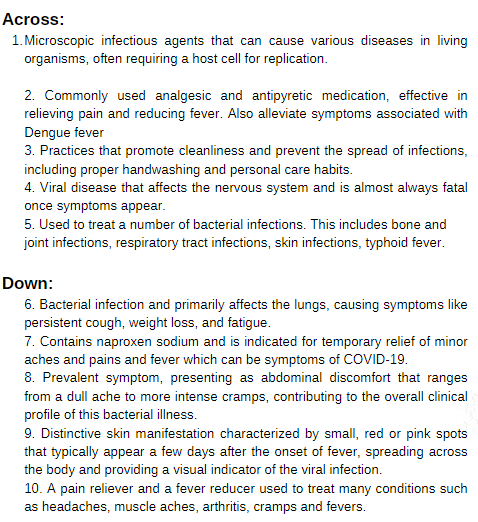 Across:
1. Microscopic infectious agents that can cause various diseases in living
organisms, often requiring a host cell for replication.
2. Commonly used analgesic and antipyretic medication, effective in
relieving pain and reducing fever. Also alleviate symptoms associated with
Dengue fever
3. Practices that promote cleanliness and prevent the spread of infections,
including proper handwashing and personal care habits.
4. Viral disease that affects the nervous system and is almost always fatal
once symptoms appear.
5. Used to treat a number of bacterial infections. This includes bone and
joint infections, respiratory tract infections, skin infections, typhoid fever.
Down:
6. Bacterial infection and primarily affects the lungs, causing symptoms like
persistent cough, weight loss, and fatigue.
7. Contains naproxen sodium and is indicated for temporary relief of minor
aches and pains and fever which can be symptoms of COVID-19.
8. Prevalent symptom, presenting as abdominal discomfort that ranges
from a dull ache to more intense cramps, contributing to the overall clinical
profile of this bacterial illness.
9. Distinctive skin manifestation characterized by small, red or pink spots
that typically appear a few days after the onset of fever, spreading across
the body and providing a visual indicator of the viral infection.
10. A pain reliever and a fever reducer used to treat many conditions such
as headaches, muscle aches, arthritis, cramps and fevers.